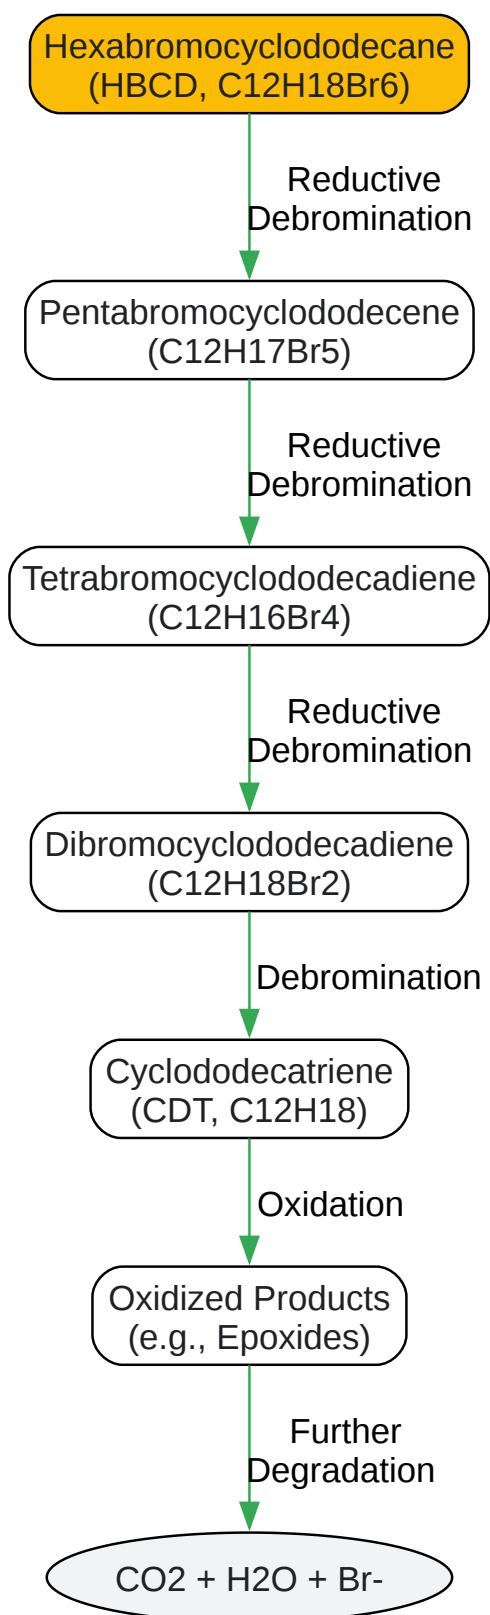 Hexabromocyclododecane
(HBCD, C12H18Br6)
Reductive
Debromination
Pentabromocyclododecene
(C12H17Br5)
Reductive
Debromination
Tetrabromocyclododecadiene
(C12H16Br4)
Reductive
Debromination
Dibromocyclododecadiene
(C12H18Br2)
Debromination
Cyclododecatriene
(CDT, C12H18)
Oxidation
Oxidized Products
(e.g., Epoxides)
Further
Degradation
CO2 + H2O + Br-